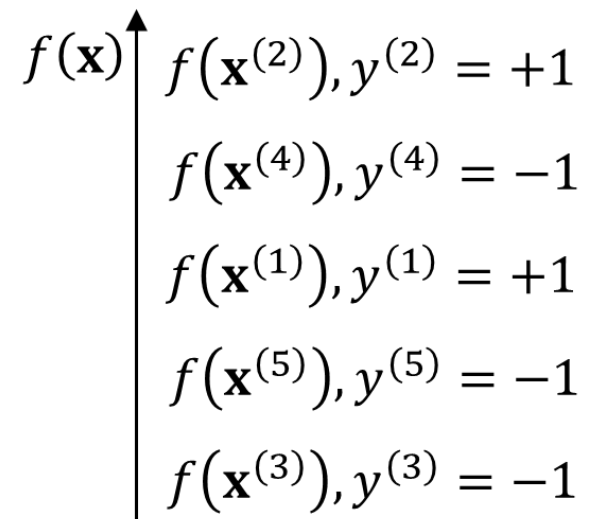 f(𝐱)
f(𝐱⁽²⁾), y⁽²⁾ = +1
f(𝐱⁽⁴⁾), y⁽⁴⁾ = −1
f(𝐱⁽¹⁾), y⁽¹⁾ = +1
f(𝐱⁽⁵⁾), y⁽⁵⁾ = −1
f(𝐱⁽³⁾), y⁽³⁾ = −1